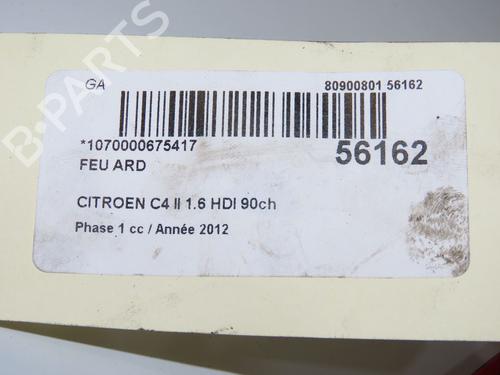 GA
80900801 56162
*1070000675417
56162
FEU ARD
CITROEN C4 II 1.6 HDI 90ch
Phase 1 cc / Année 2012
B-PARTS